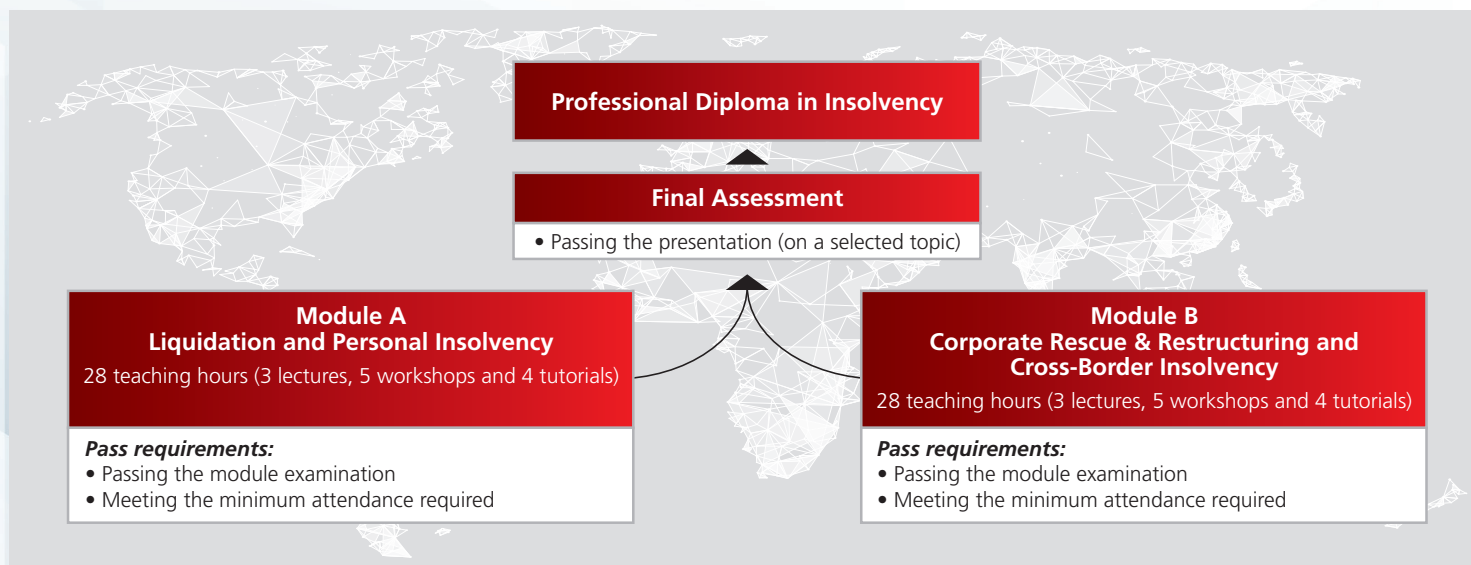 Professional Diploma in Insolvency
Final Assessment
• Passing the presentation (on a selected topic)
Module A
Liquidation and Personal Insolvency
28 teaching hours (3 lectures, 5 workshops and 4 tutorials)
Pass requirements:
• Passing the module examination
• Meeting the minimum attendance required
Module B
Corporate Rescue & Restructuring and
Cross-Border Insolvency
28 teaching hours (3 lectures, 5 workshops and 4 tutorials)
Pass requirements:
• Passing the module examination
• Meeting the minimum attendance required